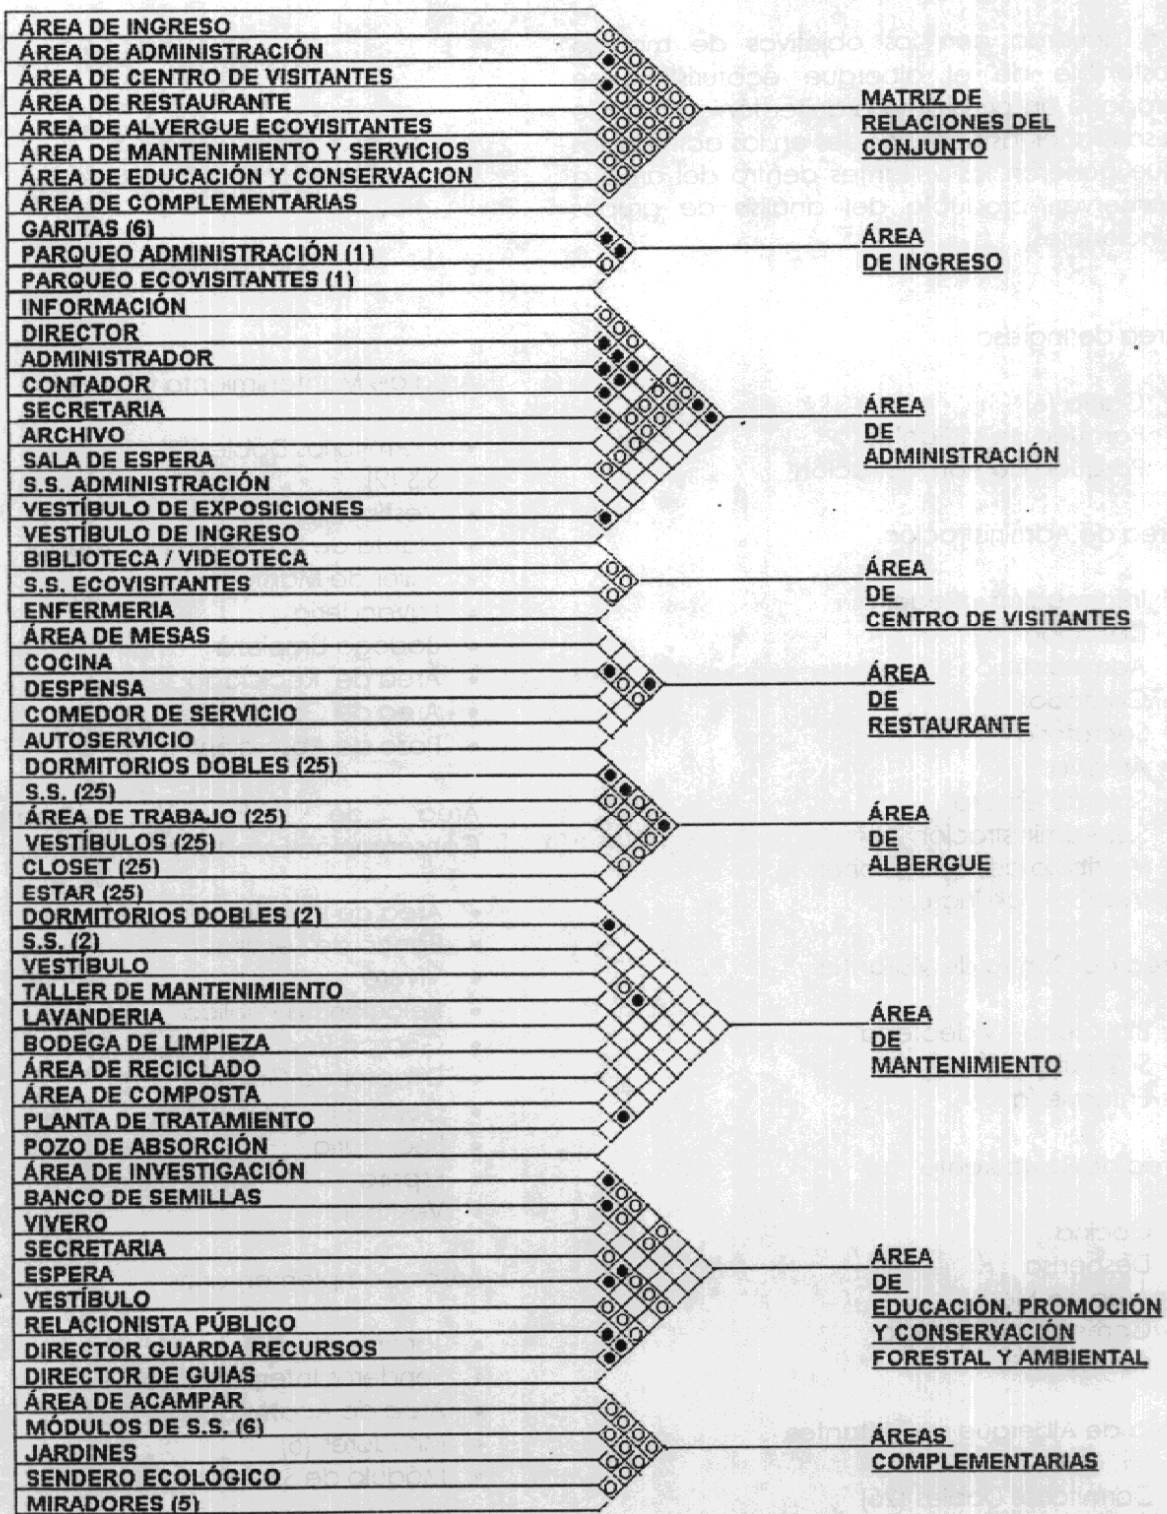 ÁREA DE INGRESO
ÁREA DE ADMINISTRACIÓN
ÁREA DE CENTRO DE VISITANTES
ÁREA DE RESTAURANTE
ÁREA DE ALVERGUE ECOVISITANTES
ÁREA DE MANTENIMIENTO Y SERVICIOS
ÁREA DE EDUCACIÓN Y CONSERVACION
ÁREA DE COMPLEMENTARIAS
MATRIZ DE
RELACIONES DEL
CONJUNTO
GARITAS (6)
PARQUEO ADMINISTRACIÓN (1)
PARQUEO ECOVISITANTES (1)
ÁREA
DE INGRESO
INFORMACIÓN
DIRECTOR
ADMINISTRADOR
CONTADOR
SECRETARIA
ARCHIVO
SALA DE ESPERA
S.S. ADMINISTRACIÓN
VESTÍBULO DE EXPOSICIONES
VESTÍBULO DE INGRESO
ÁREA
DE
ADMINISTRACIÓN
BIBLIOTECA / VIDEOTECA
S.S. ECOVISITANTES
ENFERMERIA
ÁREA
DE
CENTRO DE VISITANTES
ÁREA DE MESAS
COCINA
DESPENSA
COMEDOR DE SERVICIO
AUTOSERVICIO
ÁREA
DE
RESTAURANTE
DORMITORIOS DOBLES (25)
S.S. (25)
ÁREA DE TRABAJO (25)
VESTÍBULOS (25)
CLOSET (25)
ESTAR (25)
ÁREA
DE
ALBERGUE
DORMITORIOS DOBLES (2)
S.S. (2)
VESTÍBULO
TALLER DE MANTENIMIENTO
LAVANDERIA
BODEGA DE LIMPIEZA
ÁREA DE RECICLADO
ÁREA DE COMPOSTA
PLANTA DE TRATAMIENTO
POZO DE ABSORCIÓN
ÁREA
DE
MANTENIMIENTO
ÁREA DE INVESTIGACIÓN
BANCO DE SEMILLAS
VIVERO
SECRETARIA
ESPERA
VESTÍBULO
RELACIONISTA PÚBLICO
DIRECTOR GUARDA RECURSOS
DIRECTOR DE GUIAS
ÁREA
DE
EDUCACIÓN, PROMOCIÓN
Y CONSERVACIÓN
FORESTAL Y AMBIENTAL
ÁREA DE ACAMPAR
MÓDULOS DE S.S. (6)
JARDINES
SENDERO ECOLÓGICO
MIRADORES (5)
ÁREAS
COMPLEMENTARIAS